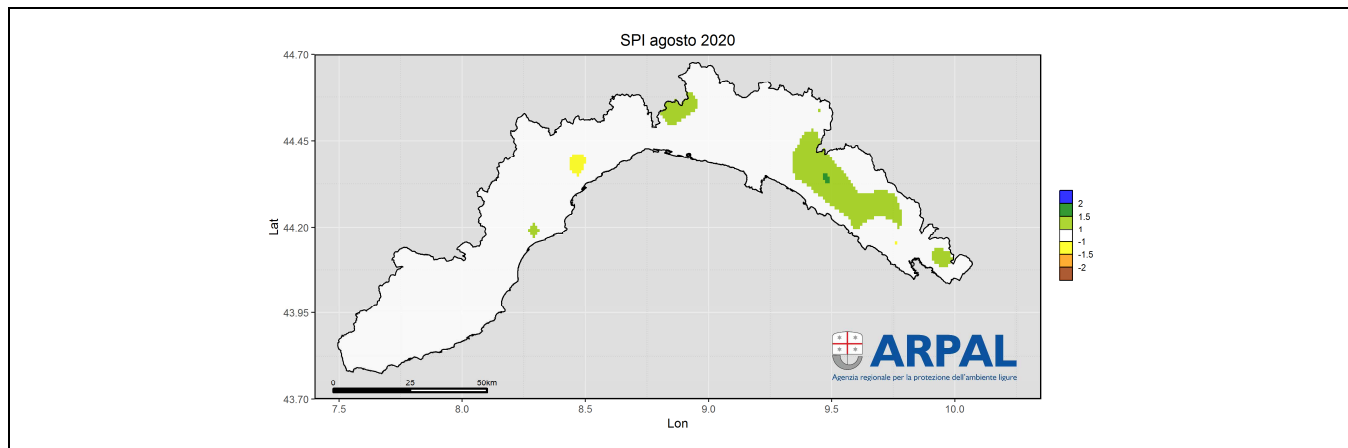 SPI agosto 2020
44.70
44.45
44.20
43.95
43.70
Lat
2
1.5
1
-1
-1.5
-2
ARPAL
Agenzia regionale per la protezione dell'ambiente ligure
0 25 50km
7.5 8.0 8.5 9.0 9.5 10.0
Lon